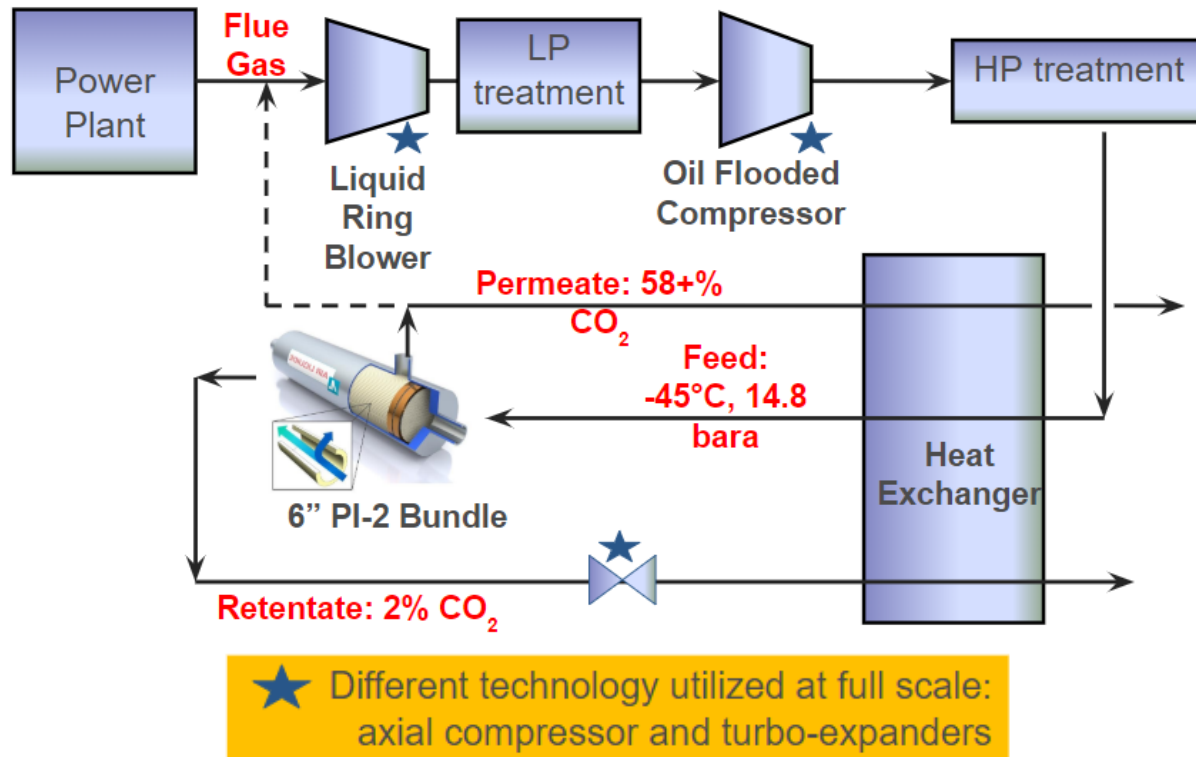 Power
Plant
Flue
Gas
LP
treatment
HP treatment
Liquid
Ring
Blower
Oil Flooded
Compressor
Permeate: 58+%
CO₂
Feed:
-45°C, 14.8
bara
Heat
Exchanger
6” PI-2 Bundle
Retentate: 2% CO₂
Different technology utilized at full scale:
axial compressor and turbo-expanders